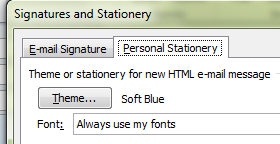 Signatures and Stationery
E-mail Signature Personal Stationery
Theme or stationery for new HTML e-mail message
Theme... Soft Blue
Font: Always use my fonts